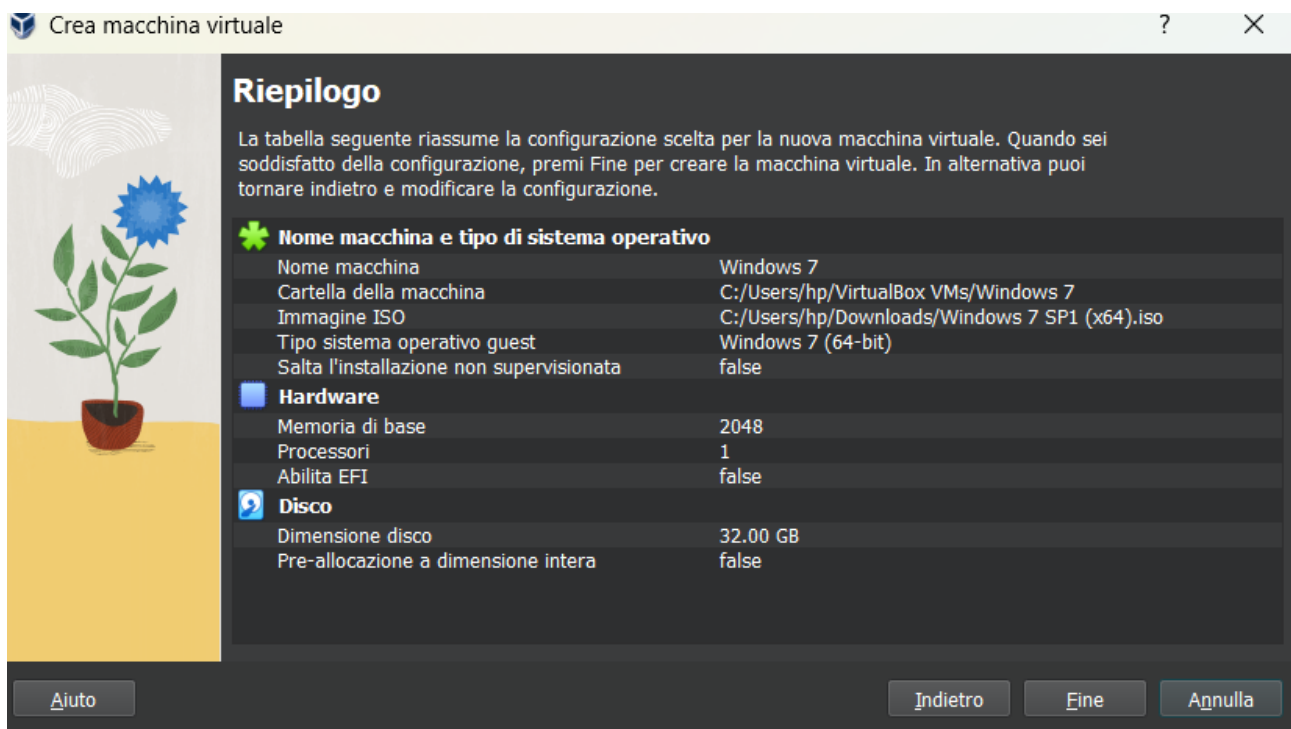 Crea macchina virtuale ? ×
Riepilogo
La tabella seguente riassume la configurazione scelta per la nuova macchina virtuale. Quando sei
soddisfatto della configurazione, premi Fine per creare la macchina virtuale. In alternativa puoi
tornare indietro e modificare la configurazione.
Nome macchina e tipo di sistema operativo
Nome macchina Windows 7
Cartella della macchina C:/Users/hp/VirtualBox VMs/Windows 7
Immagine ISO C:/Users/hp/Downloads/Windows 7 SP1 (x64).iso
Tipo sistema operativo guest Windows 7 (64-bit)
Salta l'installazione non supervisionata false
Hardware
Memoria di base 2048
Processori 1
Abilita EFI false
Disco
Dimensione disco 32.00 GB
Pre-allocazione a dimensione intera false
Aiuto Indietro Fine Annulla